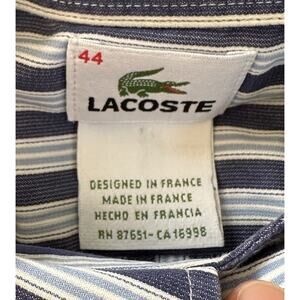 44
LACOSTE
DESIGNED IN FRANCE
MADE IN FRANCE
HECHO EN FRANCIA
RN 87651-CA 16998